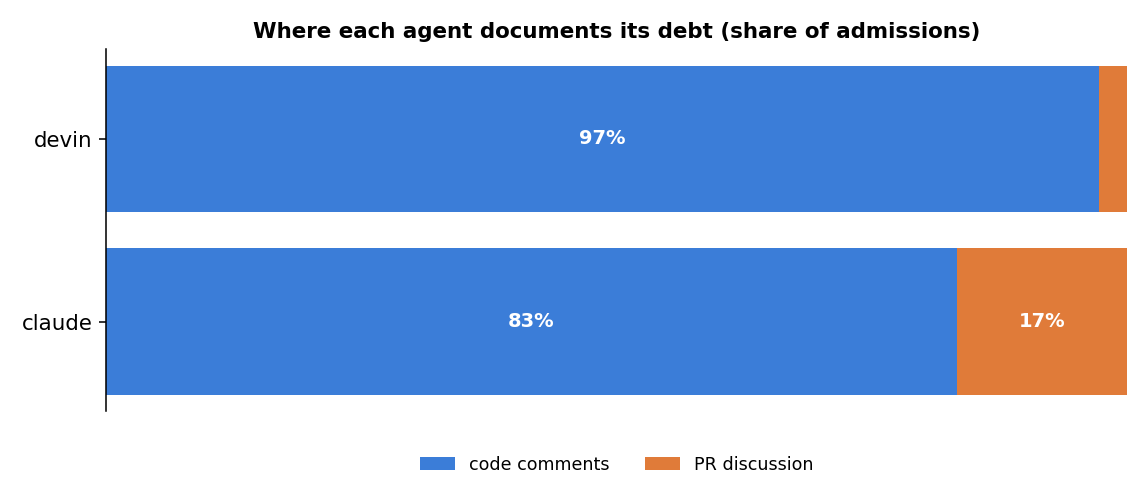 Where each agent documents its debt (share of admissions)
devin
97%
claude
83%
17%
code comments
PR discussion